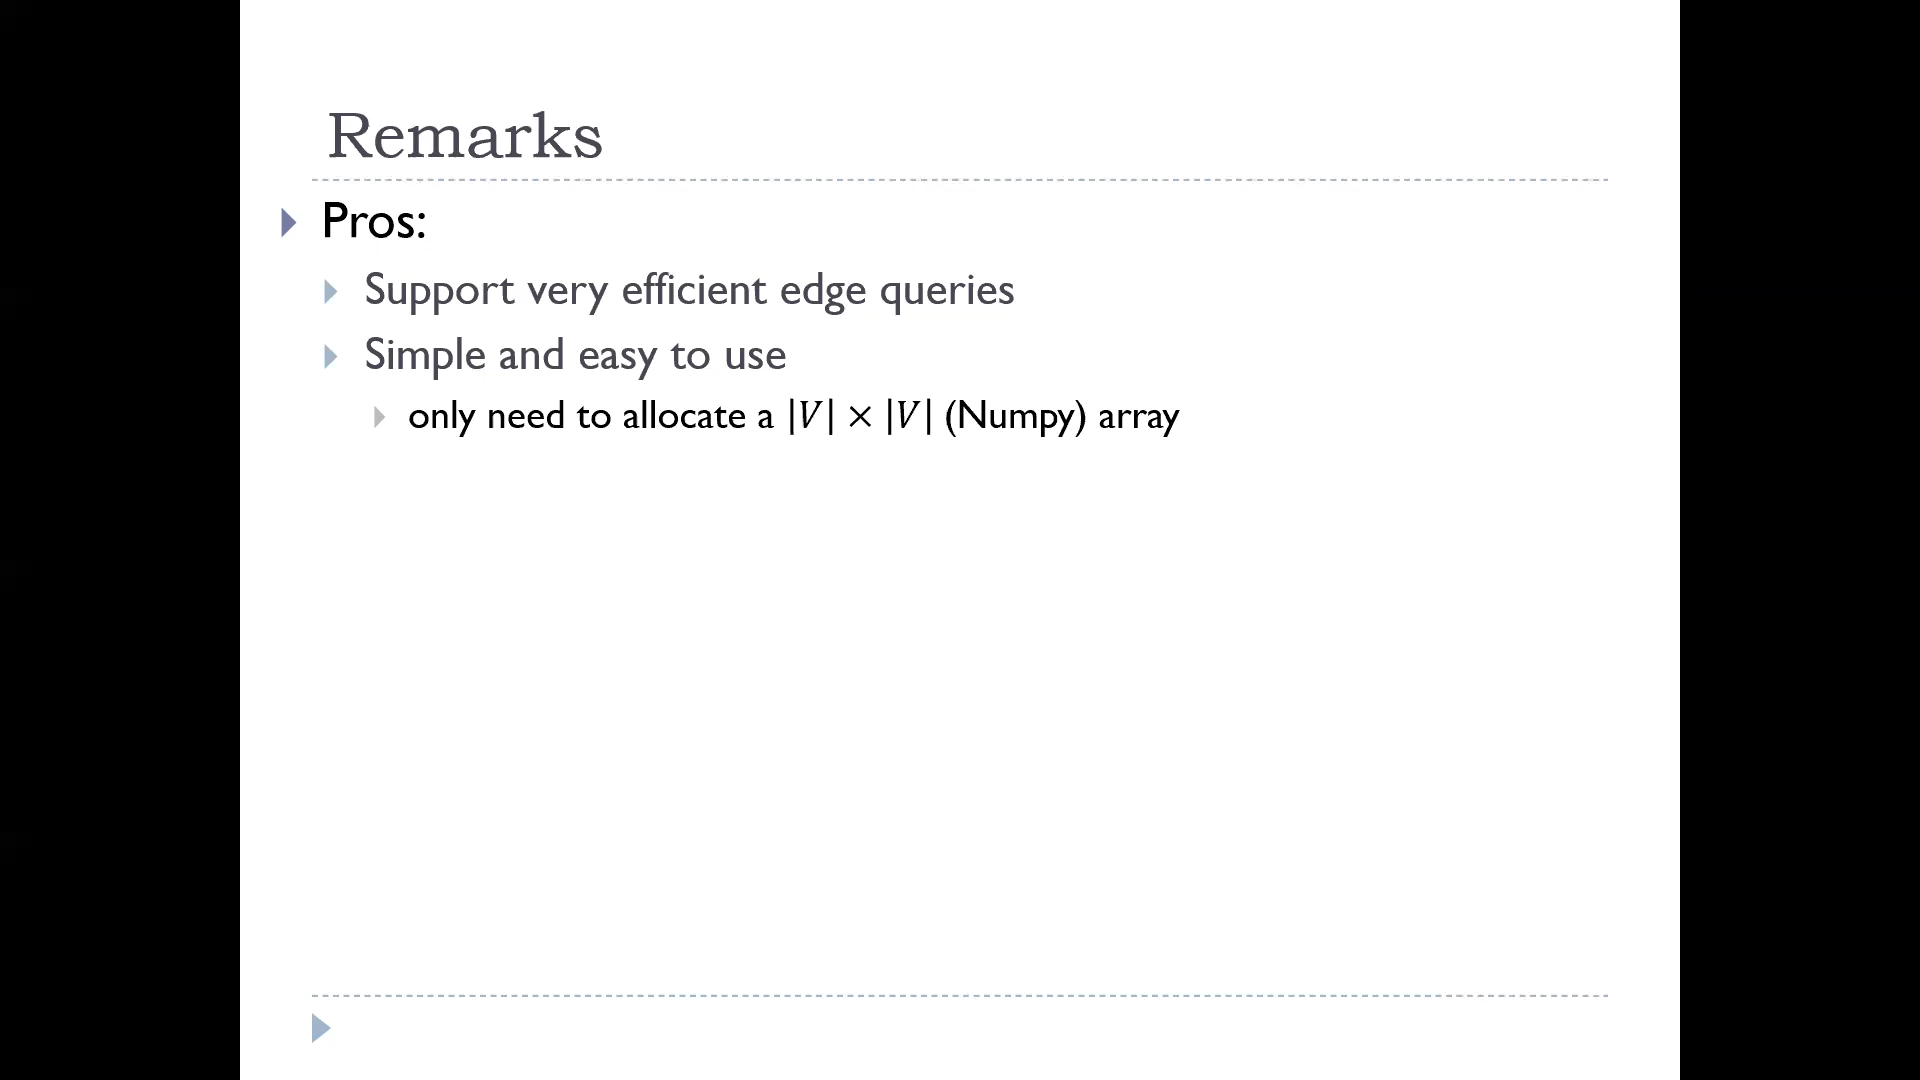 Remarks
Pros:
Support very efficient edge queries
Simple and easy to use
only need to allocate a |V| × |V| (Numpy) array